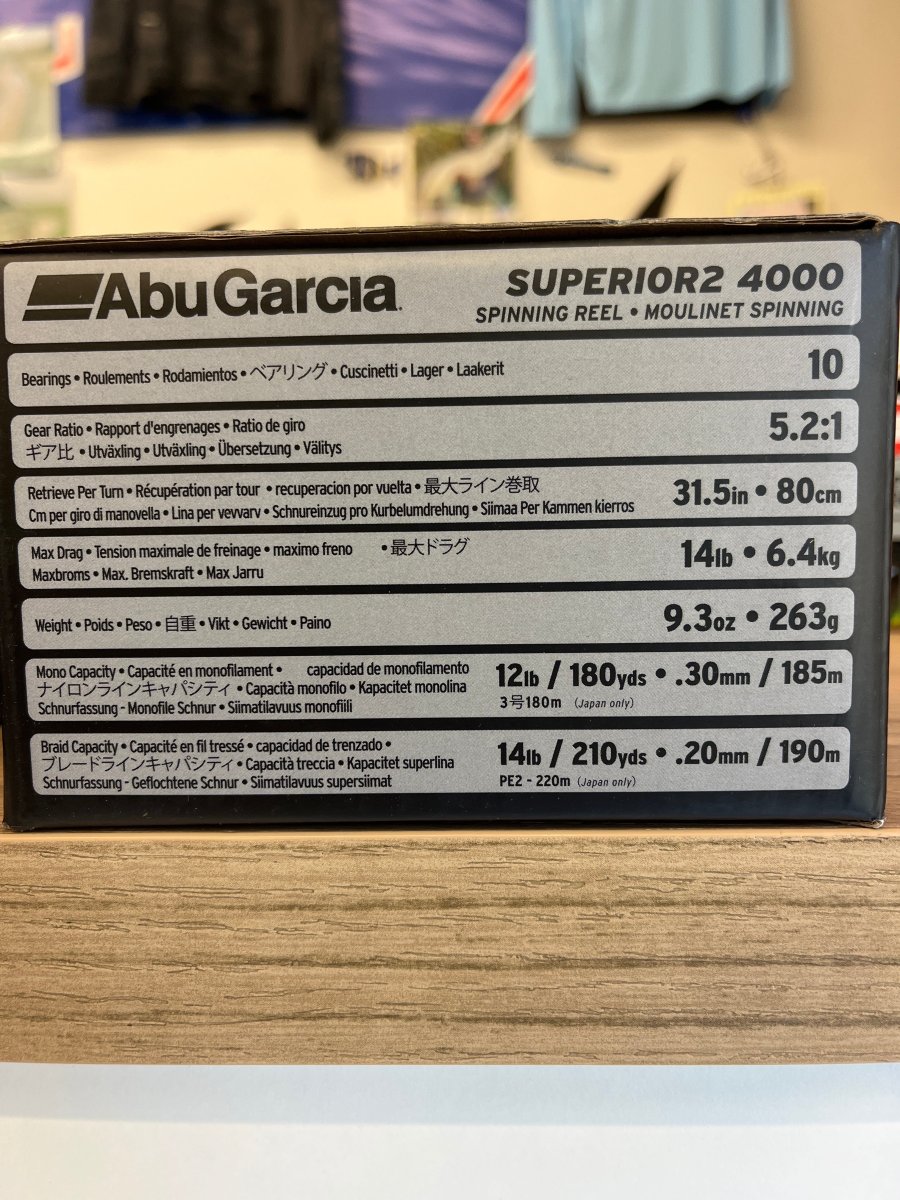 Abu Garcia
SUPERIOR2 4000
SPINNING REEL • MOULINET SPINNING
Bearings • Roulements • Rodamientos • ベアリング • Cuscinetti • Lager • Laakerit
10
Gear Ratio • Rapport d'engrenages • Ratio de giro
ギア比 • Utväxling • Utväxling • Übersetzung • Välitys
5.2:1
Retrieve Per Turn • Récupération par tour • recuperacion por vuelta • 最大ライン巻取
Cm per giro di manovella • Lina per vevvarv • Schnureinzug pro Kurbelumdrehung • Siimaa Per Kammen kierros
31.5in • 80cm
Max Drag • Tension maximale de freinage • maximo freno • 最大ドラグ
Maxbroms • Max. Bremskraft • Max Jarru
14lb • 6.4kg
Weight • Poids • Peso • 自重 • Vikt • Gewicht • Paino
9.3oz • 263g
Mono Capacity • Capacité en monofilament • capacidad de monofilamento
ナイロンラインキャパシティ • Capacità monofilo • Kapacitet monolina
Schnurfassung - Monofile Schnur • Siimatilavuus monofiili
12lb / 180yds • .30mm / 185m
3号180m (Japan only)
Braid Capacity • Capacité en fil tressé • capacidad de trenzado •
ブレードラインキャパシティ • Capacità treccia • Kapacitet superlina
Schnurfassung - Geflochtene Schnur • Siimatilavuus supersiimat
14lb / 210yds • .20mm / 190m
PE2 - 220m (Japan only)